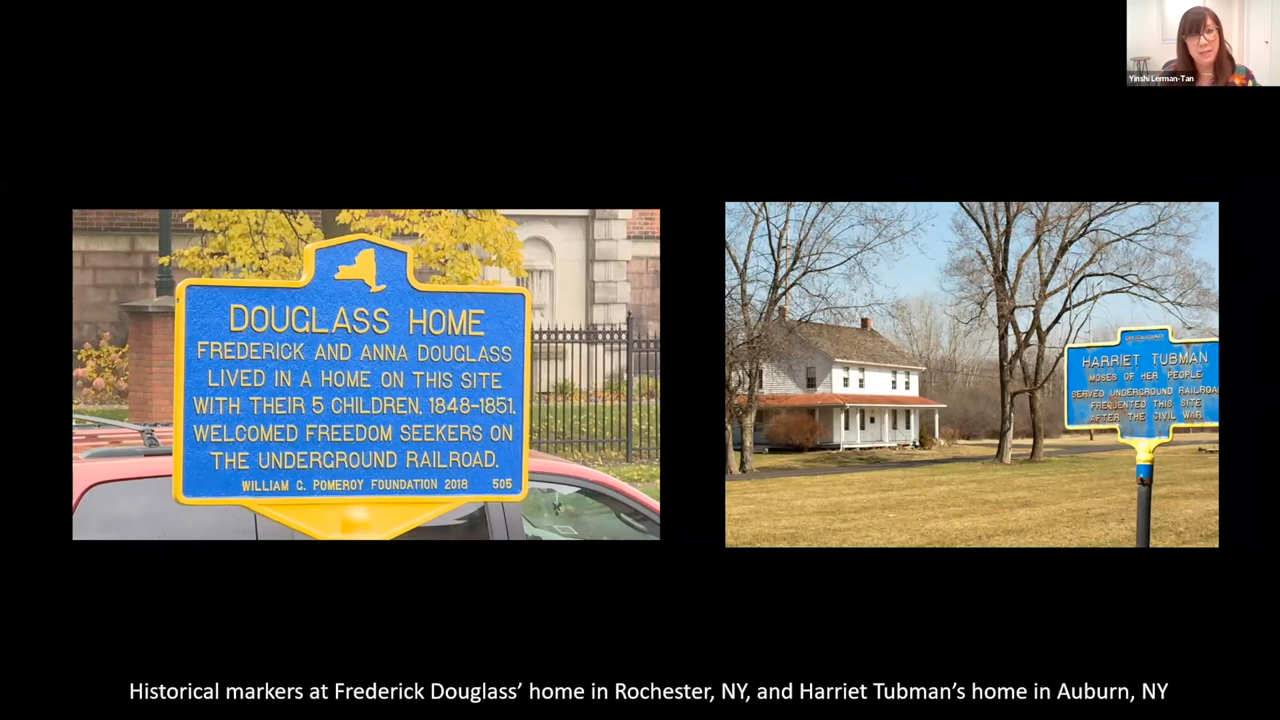 Yinshi Lerman-Tan
DOUGLASS HOME
FREDERICK AND ANNA DOUGLASS
LIVED IN A HOME ON THIS SITE
WITH THEIR 5 CHILDREN, 1848-1851.
WELCOMED FREEDOM SEEKERS ON
THE UNDERGROUND RAILROAD.
WILLIAM G. POMEROY FOUNDATION 2018 505
HARRIET TUBMAN
MOSES OF HER PEOPLE
SERVED UNDERGROUND RAILROA
FREQUENTED THIS SITE
AFTER THE CIVIL WAR
Historical markers at Frederick Douglass’ home in Rochester, NY, and Harriet Tubman’s home in Auburn, NY